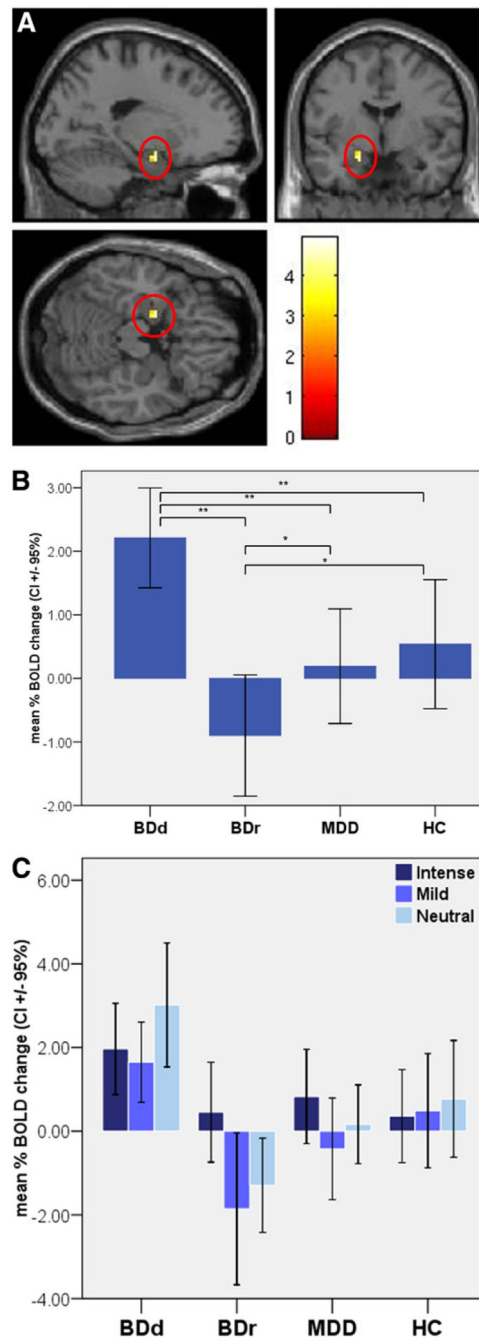 A
4
3
2
1
0
B
mean % BOLD change (CI +/- 95%)
3.00
2.00
1.00
0.00
-1.00
-2.00
**
**
**
*
*
BDd BDr MDD HC
C
mean % BOLD change (CI +/- 95%)
6.00
4.00
2.00
0.00
-2.00
-4.00
Intense
Mild
Neutral
BDd BDr MDD HC